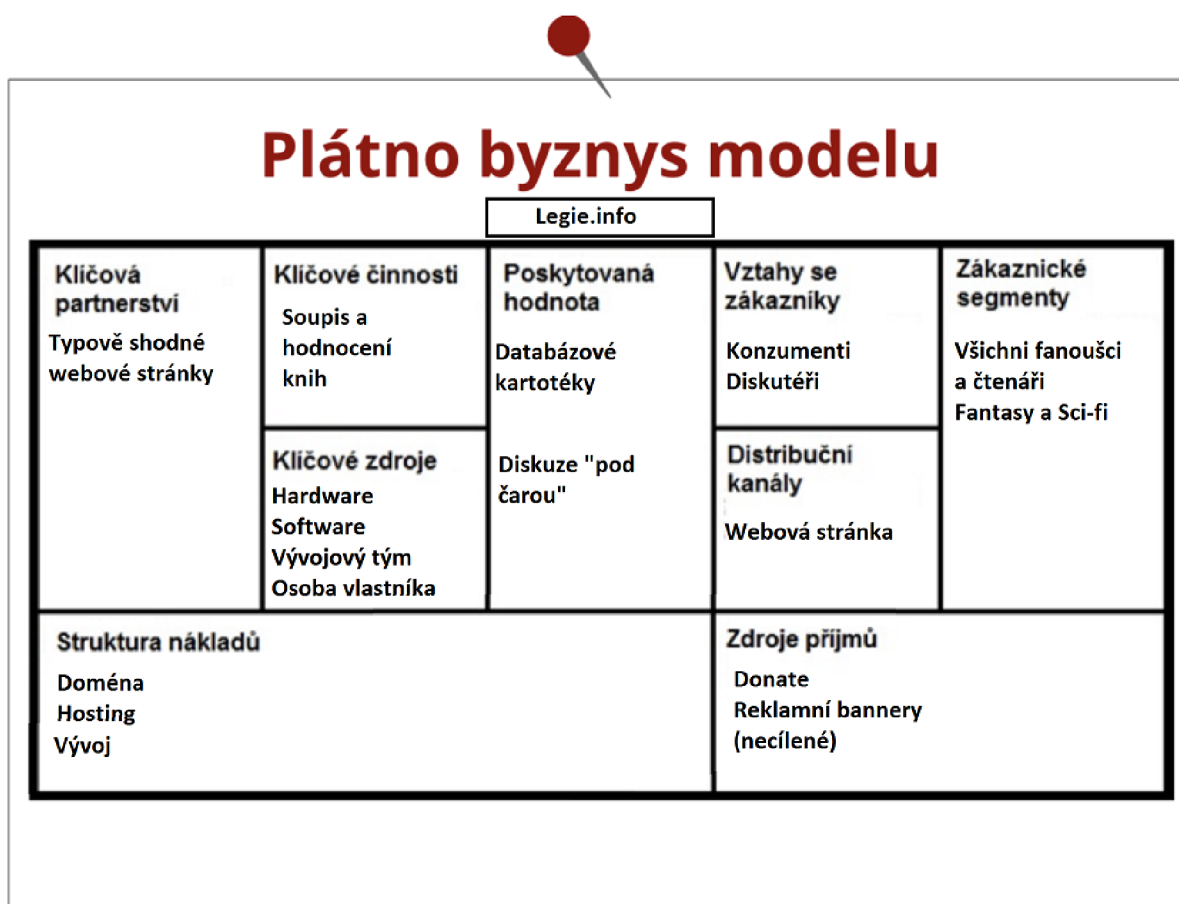 Plátno byznys modelu
Legie.info
Klíčová
partnerství
Typově shodné
webové stránky
Klíčové činnosti
Soupis a
hodnocení
knih
Klíčové zdroje
Hardware
Software
Vývojový tým
Osoba vlastníka
Poskytovaná
hodnota
Databázové
kartotéky
Diskuze "pod
čarou"
Vztahy se
zákazníky
Konzumenti
Diskutéři
Distribuční
kanály
Webová stránka
Zákaznické
segmenty
Všichni fanoušci
a čtenáři
Fantasy a Sci-fi
Struktura nákladů
Doména
Hosting
Vývoj
Zdroje příjmů
Donate
Reklamní bannery
(necílené)